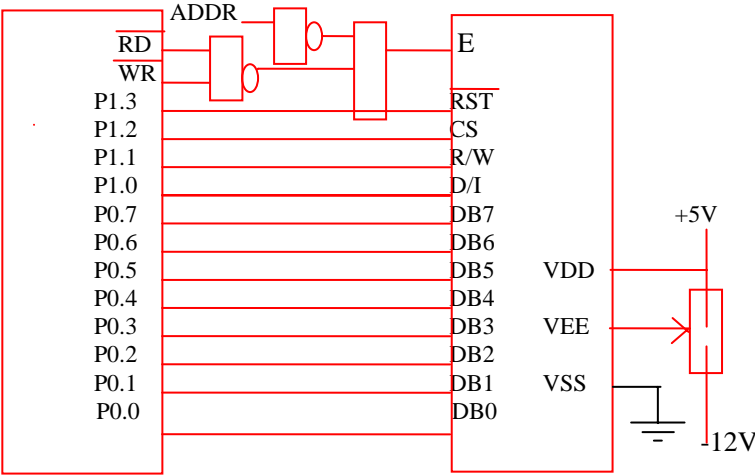 ADDR
RD
E
WR
P1.3
RST
P1.2
CS
P1.1
R/W
P1.0
D/I
P0.7
DB7
+5V
P0.6
DB6
P0.5
DB5
VDD
P0.4
DB4
P0.3
DB3
VEE
P0.2
DB2
P0.1
DB1
VSS
P0.0
DB0
-12V